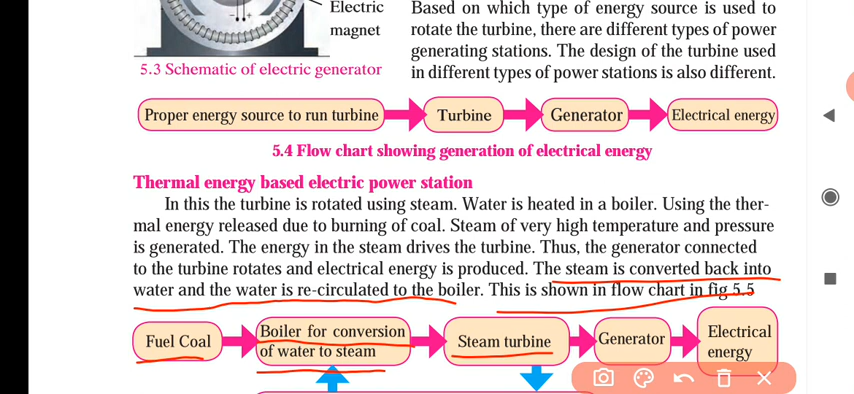 Electric
magnet
5.3 Schematic of electric generator
Based on which type of energy source is used to
rotate the turbine, there are different types of power
generating stations. The design of the turbine used
in different types of power stations is also different.
Proper energy source to run turbine
Turbine
Generator
Electrical energy
5.4 Flow chart showing generation of electrical energy
Thermal energy based electric power station
In this the turbine is rotated using steam. Water is heated in a boiler. Using the ther-
mal energy released due to burning of coal. Steam of very high temperature and pressure
is generated. The energy in the steam drives the turbine. Thus, the generator connected
to the turbine rotates and electrical energy is produced. The steam is converted back into
water and the water is re-circulated to the boiler. This is shown in flow chart in fig 5.5
Fuel Coal
Boiler for conversion
of water to steam
Steam turbine
Generator
Electrical
energy